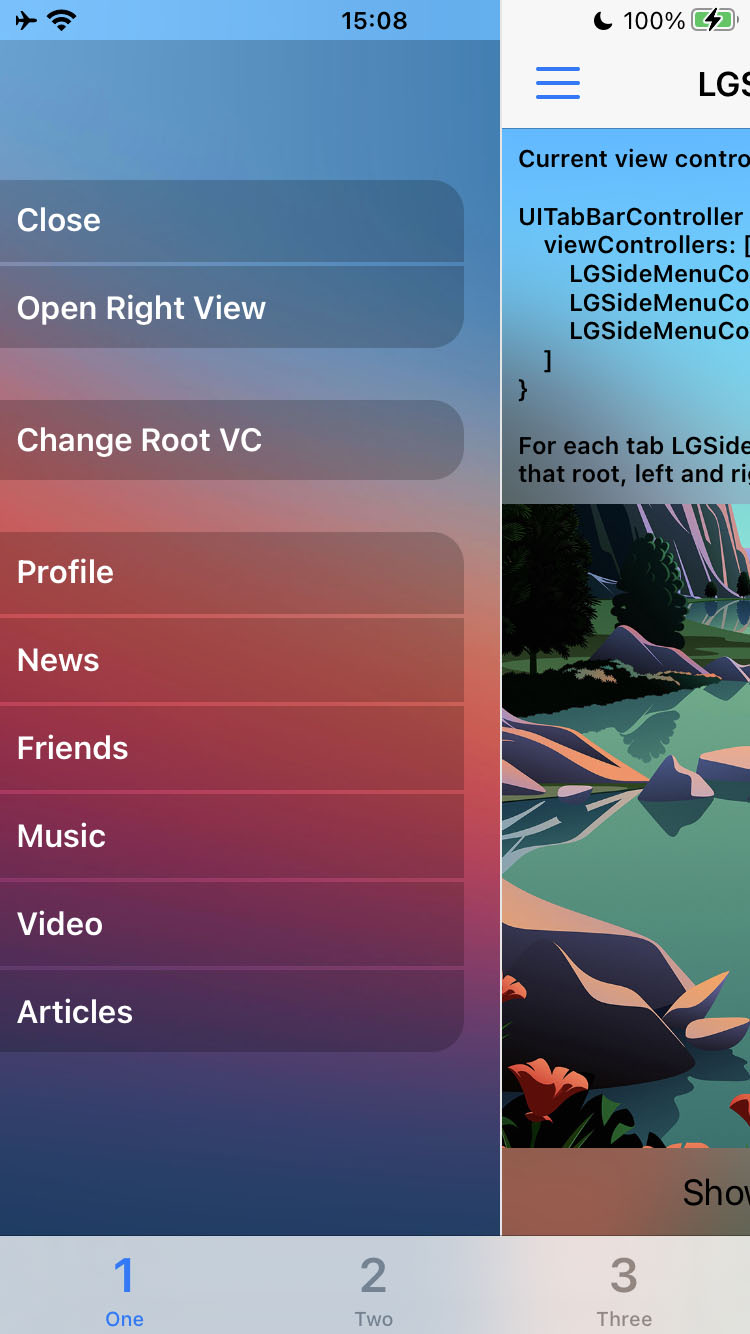 15:08
100%
Close
Open Right View
Change Root VC
Profile
News
Friends
Music
Video
Articles
LGS
Current view contro
UITabBarController
viewControllers: [
LGSideMenuCo
LGSideMenuCo
LGSideMenuCo
]
}
For each tab LGSide
that root, left and rig
Show
1
One
2
Two
3
Three